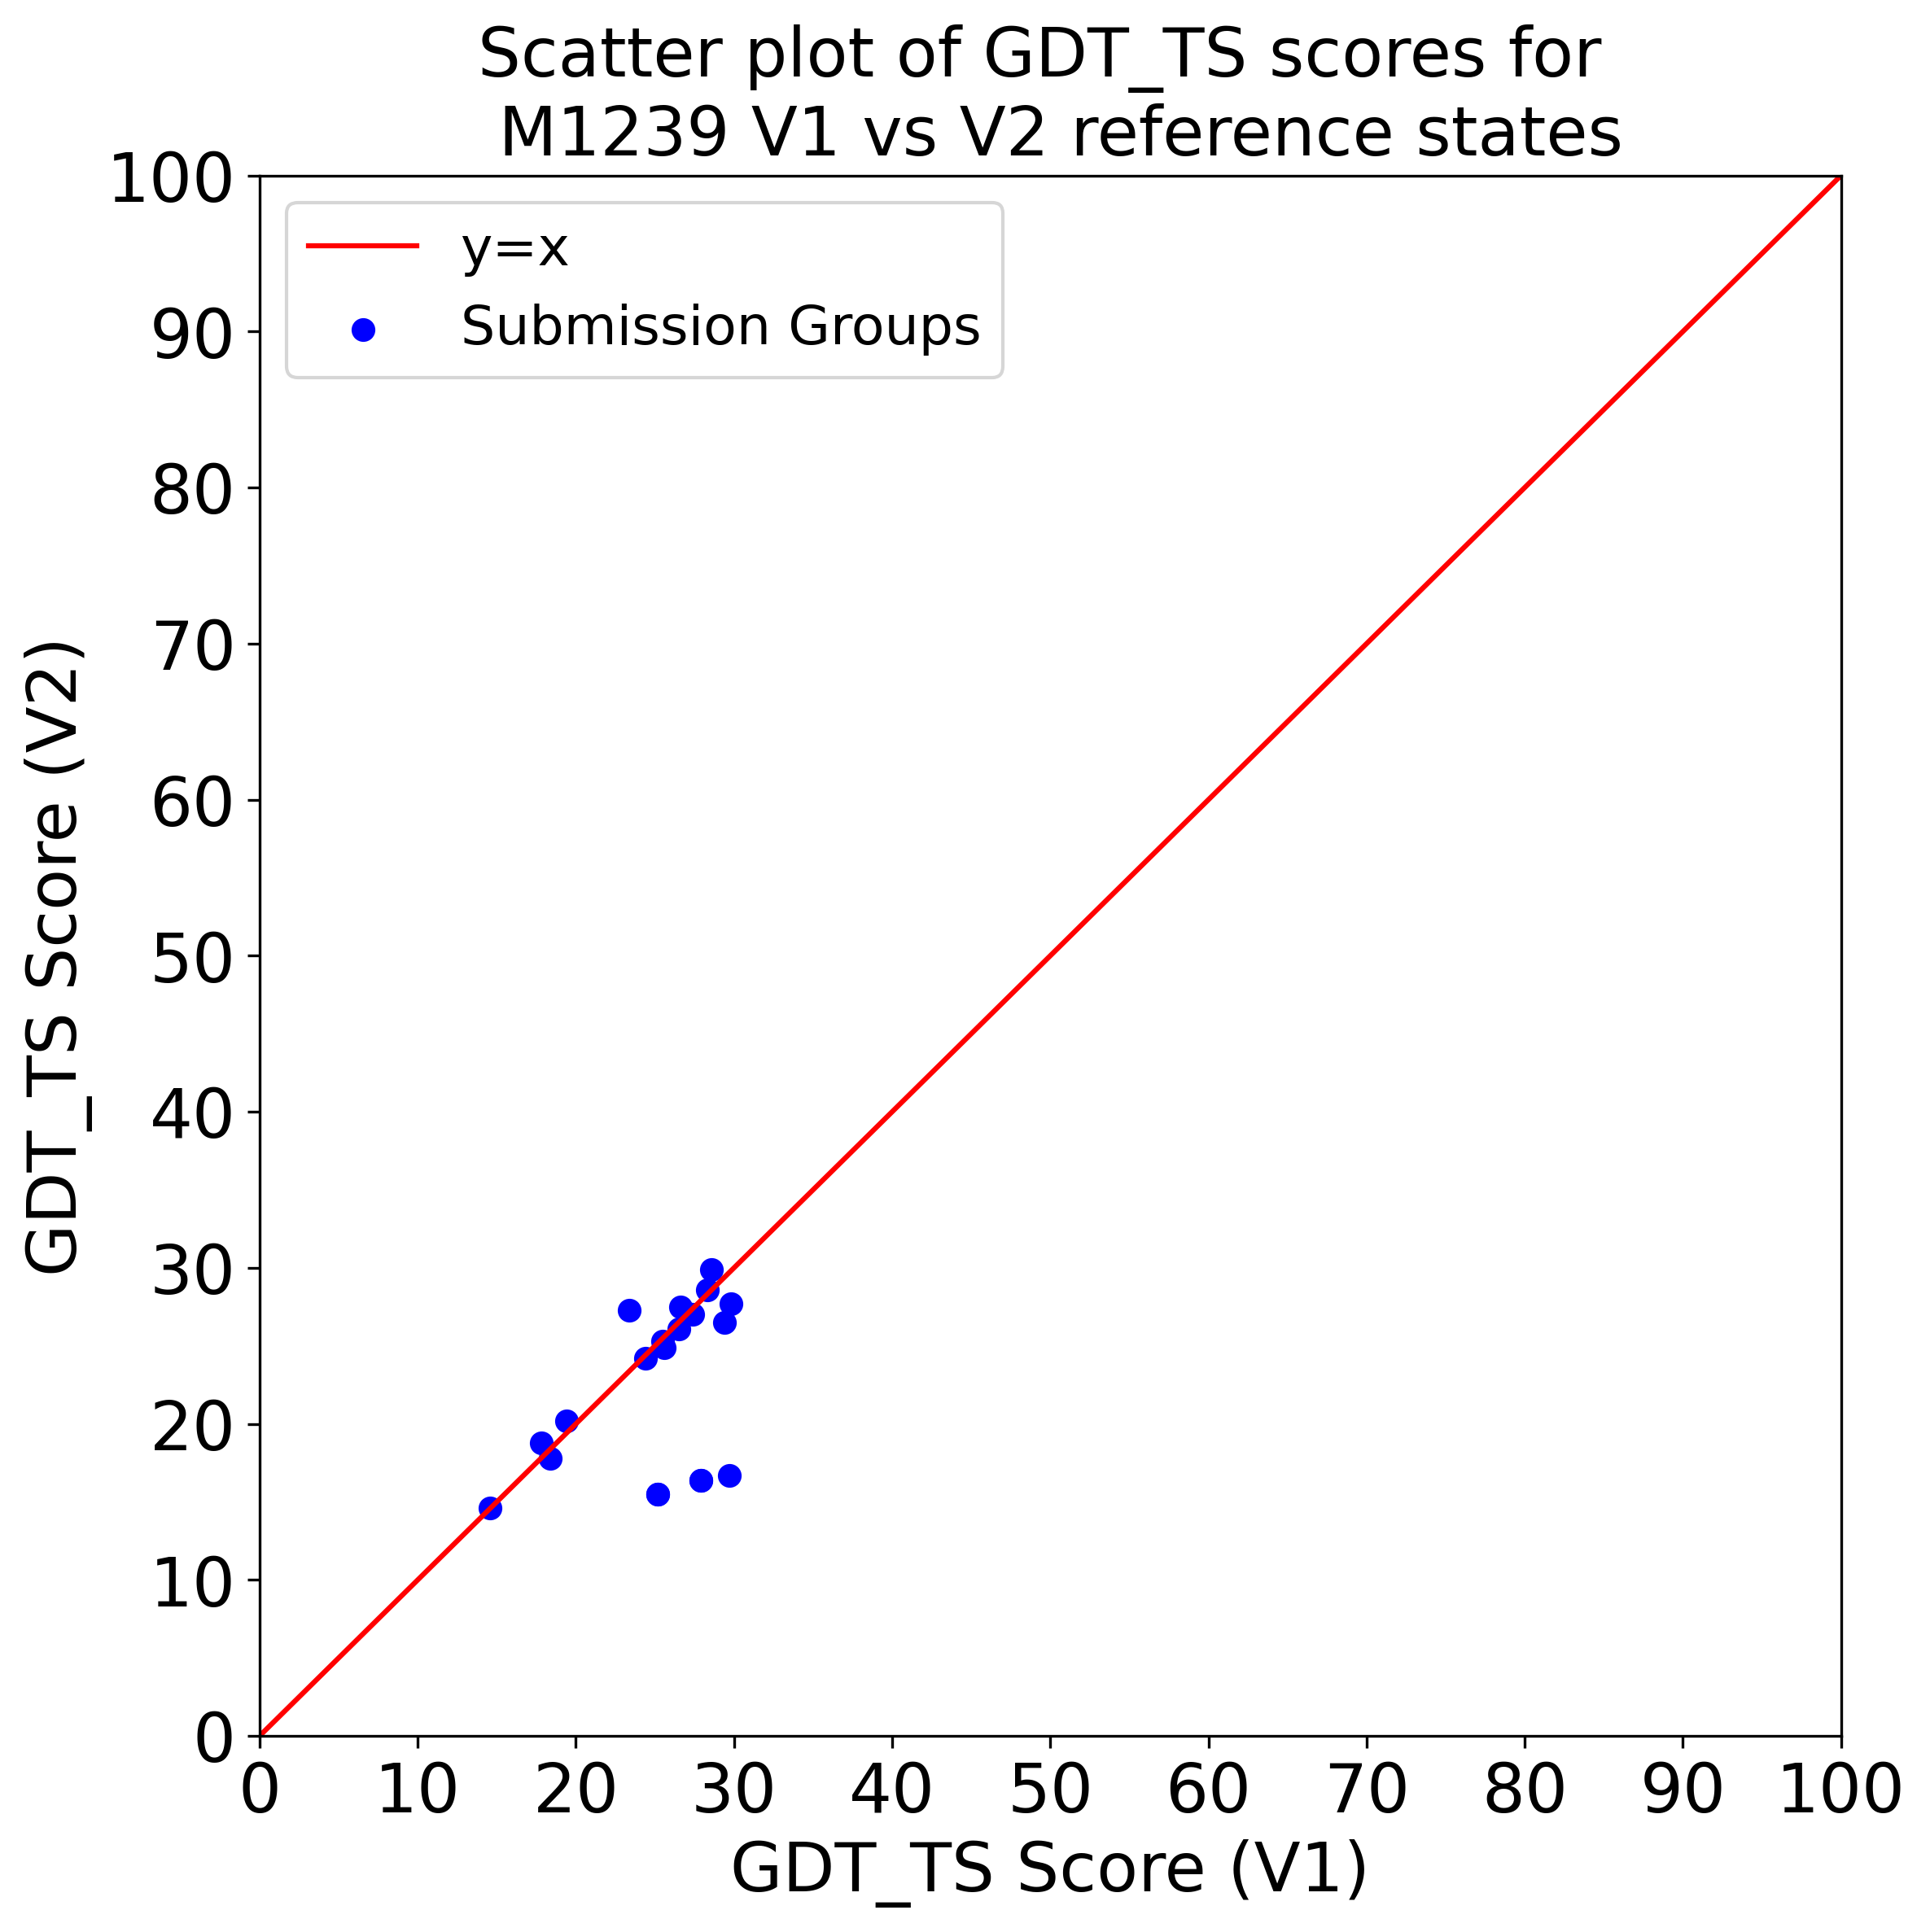 Scatter plot of GDT_TS scores for
M1239 V1 vs V2 reference states
y=x
Submission Groups
GDT_TS Score (V2)
100
90
80
70
60
50
40
30
20
10
0
0 10 20 30 40 50 60 70 80 90 100
GDT_TS Score (V1)